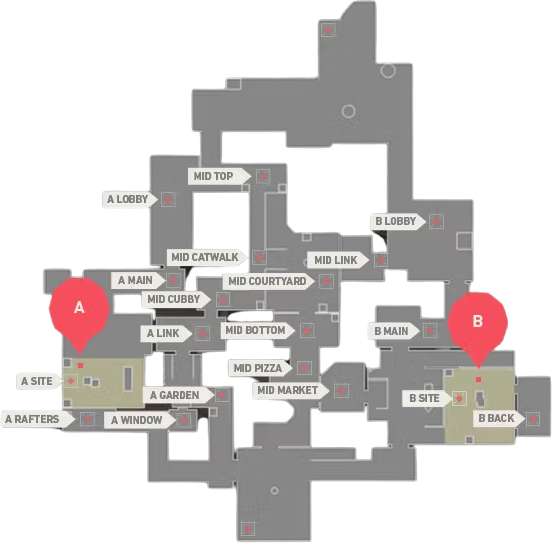 MID TOP
A LOBBY
B LOBBY
MID CATWALK
MID LINK
A MAIN
MID COURTYARD
MID CUBBY
A
B
A LINK
MID BOTTOM
B MAIN
MID PIZZA
A SITE
MID MARKET
A GARDEN
B SITE
A RAFTERS
A WINDOW
B BACK